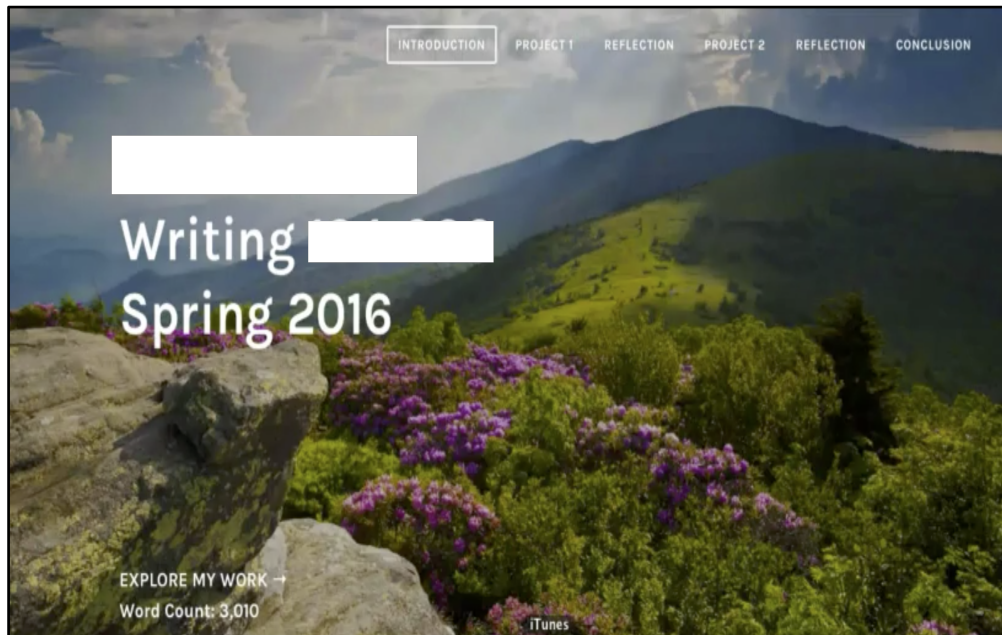 INTRODUCTION PROJECT 1 REFLECTION PROJECT 2 REFLECTION CONCLUSION
Writing
Spring 2016
EXPLORE MY WORK →
Word Count: 3,010
iTunes